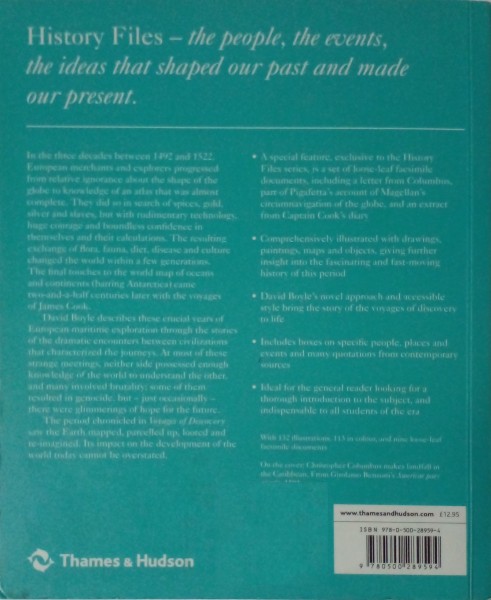 History Files – the people, the events,
the ideas that shaped our past and made
our present.
In the three decades between 1492 and 1522,
European merchants and explorers progressed
from relative ignorance about the shape of the
globe to knowledge of an atlas that was almost
complete. They did so in search of spices, gold,
silver and slaves, but with rudimentary technology,
huge courage and boundless confidence in
themselves and their calculations. The resulting
exchange of flora, fauna, diet, disease and culture
changed the world within a few generations.
The final touches to the world map of oceans
and continents (barring Antarctica) came
two-and-a-half centuries later with the voyages
of James Cook.
David Boyle describes these crucial years of
European maritime exploration through the stories
of the dramatic encounters between civilizations
that characterized the journeys. At most of these
strange meetings, neither side possessed enough
knowledge of the world to understand the other,
and many involved brutality; some of them
resulted in genocide, but – just occasionally –
there were glimmerings of hope for the future.
The period chronicled in Voyages of Discovery
saw the Earth mapped, parcelled up, looted and
re-imagined. Its impact on the development of the
world today cannot be overstated.
• A special feature, exclusive to the History
Files series, is a set of loose-leaf facsimile
documents, including a letter from Columbus,
part of Pigafetta's account of Magellan's
circumnavigation of the globe, and an extract
from Captain Cook's diary
• Comprehensively illustrated with drawings,
paintings, maps and objects, giving further
insight into the fascinating and fast-moving
history of this period
• David Boyle's novel approach and accessible
style bring the story of the voyages of discovery
to life
• Includes boxes on specific people, places and
events and many quotations from contemporary
sources
• Ideal for the general reader looking for a
thorough introduction to the subject, and
indispensable to all students of the era
With 152 illustrations, 113 in colour, and nine loose-leaf
facsimile documents
On the cover: Christopher Columbus makes landfall in
the Caribbean. From Girolamo Benzoni's Americae pars
www.thamesandhudson.com £12.95
ISBN 978-0-500-28959-4
9 780500 289594
Thames & Hudson